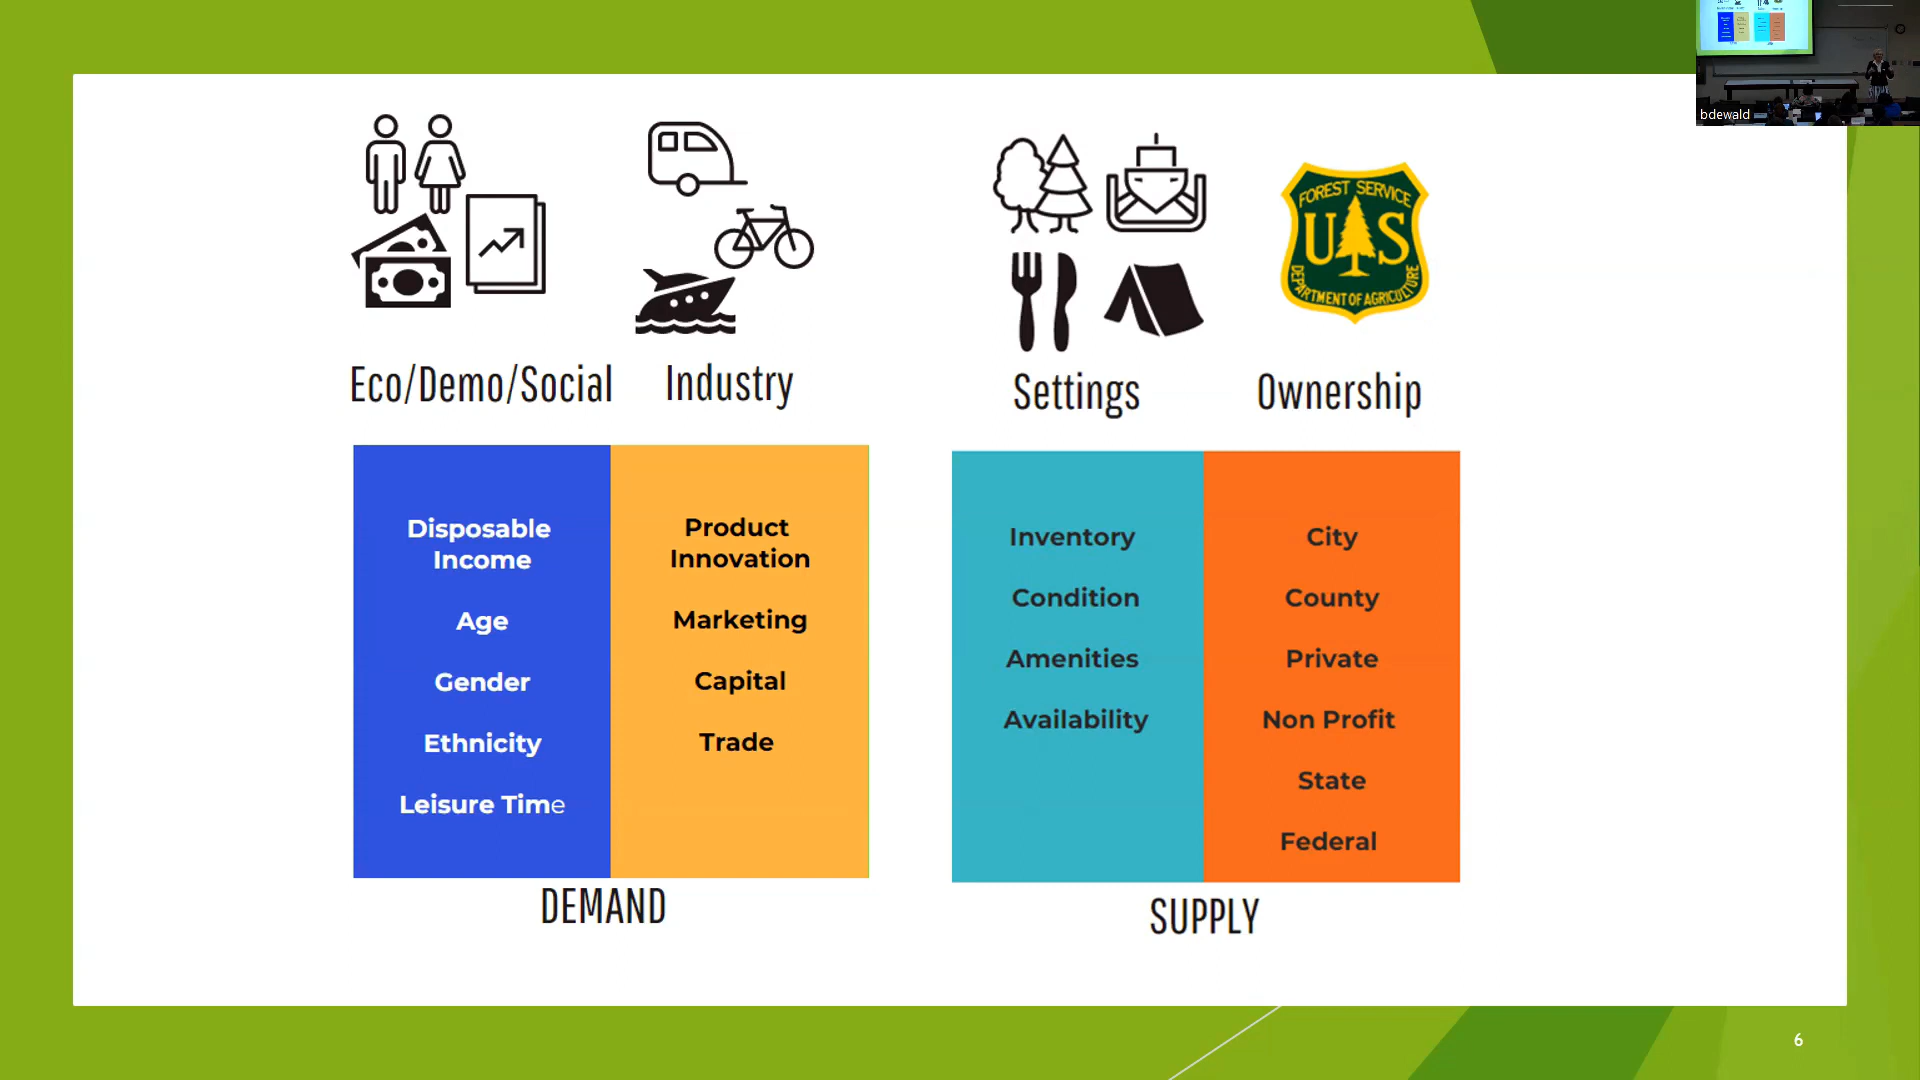 bdewald
FOREST SERVICE
U S
DEPARTMENT OF AGRICULTURE
Eco/Demo/Social
Industry
Settings
Ownership
Disposable
Income
Age
Gender
Ethnicity
Leisure Time
Product
Innovation
Marketing
Capital
Trade
DEMAND
Inventory
Condition
Amenities
Availability
City
County
Private
Non Profit
State
Federal
SUPPLY
6